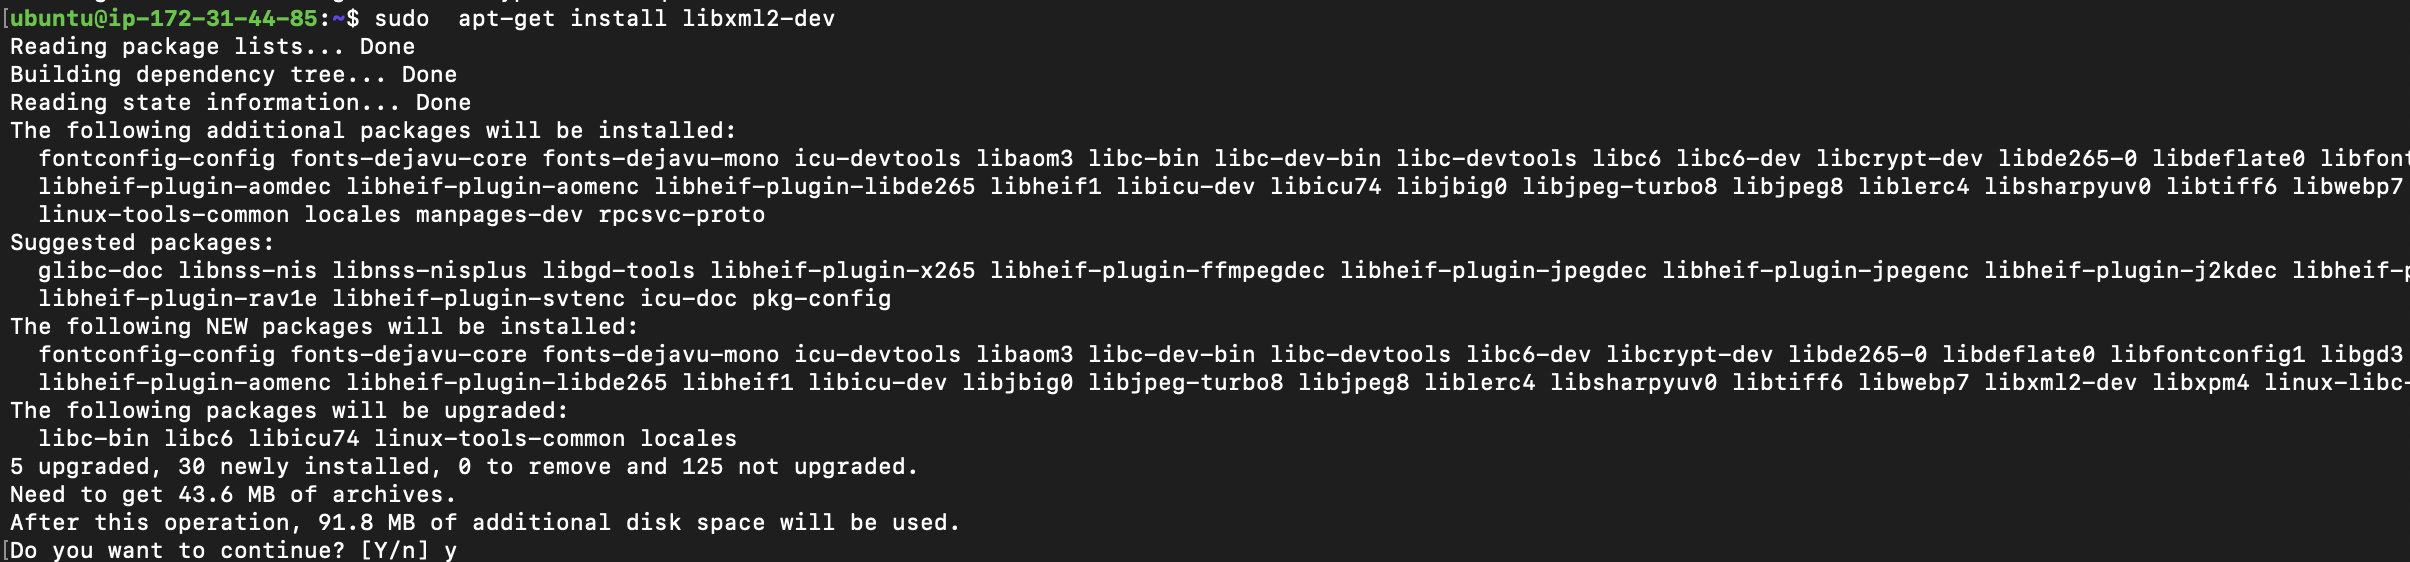 [ubuntu@ip-172-31-44-85:~$ sudo  apt-get install libxml2-dev
Reading package lists... Done
Building dependency tree... Done
Reading state information... Done
The following additional packages will be installed:
  fontconfig-config fonts-dejavu-core fonts-dejavu-mono icu-devtools libaom3 libc-bin libc-dev-bin libc-devtools libc6 libc6-dev libcrypt-dev libde265-0 libdeflate0
  libheif-plugin-aomdec libheif-plugin-aomenc libheif-plugin-libde265 libheif1 libicu-dev libicu74 libjbig0 libjpeg-turbo8 libjpeg8 liblerc4 libsharpyuv0 libtiff6 libwebp7
  linux-tools-common locales manpages-dev rpcsvc-proto
Suggested packages:
  glibc-doc libnss-nis libnss-nisplus libgd-tools libheif-plugin-x265 libheif-plugin-ffmpegdec libheif-plugin-jpegdec libheif-plugin-jpegenc libheif-plugin-j2kdec
  libheif-plugin-rav1e libheif-plugin-svtenc icu-doc pkg-config
The following NEW packages will be installed:
  fontconfig-config fonts-dejavu-core fonts-dejavu-mono icu-devtools libaom3 libc-dev-bin libc-devtools libc6-dev libcrypt-dev libde265-0 libdeflate0 libfontconfig1 libgd3
  libheif-plugin-aomenc libheif-plugin-libde265 libheif1 libicu-dev libjbig0 libjpeg-turbo8 libjpeg8 liblerc4 libsharpyuv0 libtiff6 libwebp7 libxml2-dev libxpm4 linux-libc-
The following packages will be upgraded:
  libc-bin libc6 libicu74 linux-tools-common locales
5 upgraded, 30 newly installed, 0 to remove and 125 not upgraded.
Need to get 43.6 MB of archives.
After this operation, 91.8 MB of additional disk space will be used.
[Do you want to continue? [Y/n] y